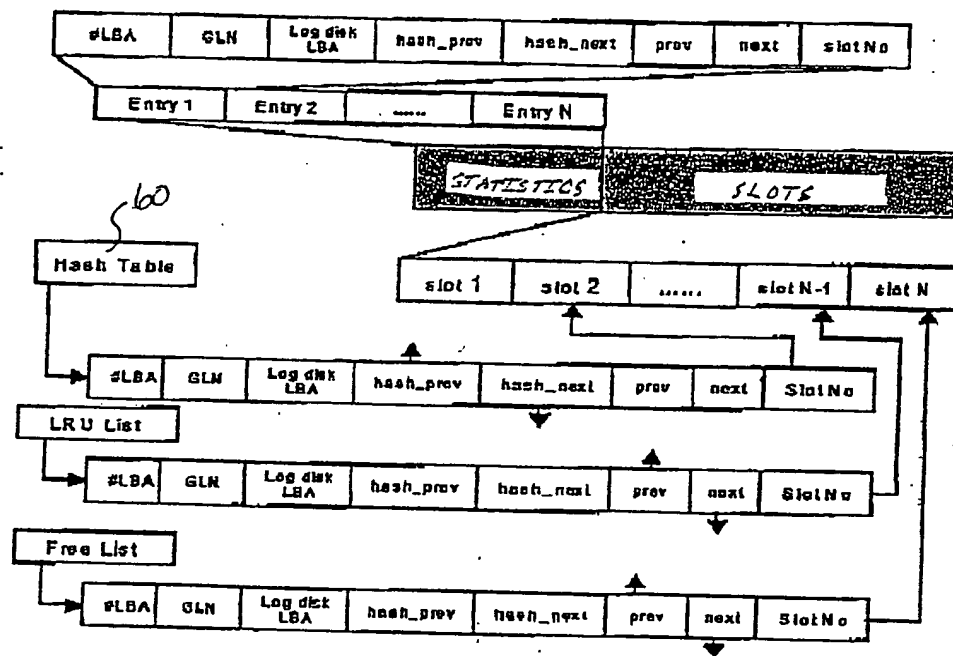 #LBA GLN Log disk LBA hash_prev hash_next prev next slotNo
Entry 1 Entry 2 ...... Entry N
STATISTICS SLOTS
60
Hash Table
slot 1 slot 2 ...... slot N-1 slot N
#LBA GLN Log disk LBA hash_prev hash_next prev next SlotNo
LRU List
#LBA GLN Log disk LBA hash_prev hash_next prev next SlotNo
Free List
#LBA GLN Log disk LBA hash_prev hash_next prev next SlotNo